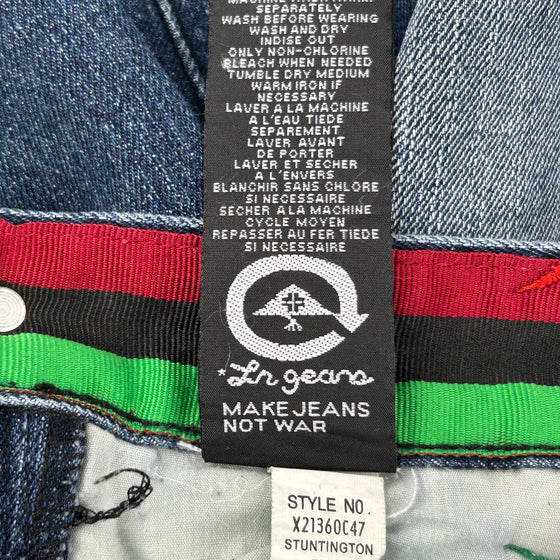 SEPARATELY
WASH BEFORE WEARING
WASH AND DRY
INDISE OUT
ONLY NON-CHLORINE
BLEACH WHEN NEEDED
TUMBLE DRY MEDIUM
WARM IRON IF
NECESSARY
LAVER A LA MACHINE
A L'EAU TIEDE
SEPAREMENT
LAVER AVANT
DE PORTER
LAVER ET SECHER
A L'ENVERS
BLANCHIR SANS CHLORE
SI NECESSAIRE
SECHER A LA MACHINE
CYCLE MOYEN
REPASSER AU FER TIEDE
SI NECESSAIRE
*Lrg jeans
MAKE JEANS
NOT WAR
STYLE NO.
X21360C47
STUNTINGTON